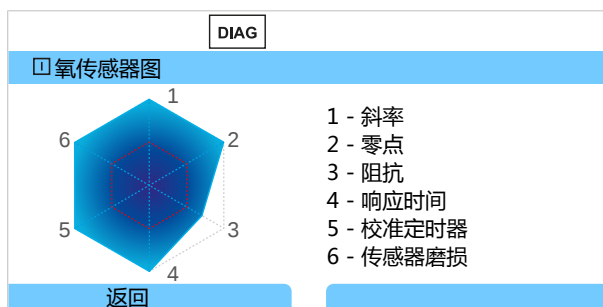 DIAG
氧传感器图
1
2
3
4
5
6
1 - 斜率
2 - 零点
3 - 阻抗
4 - 响应时间
5 - 校准定时器
6 - 传感器磨损
返回